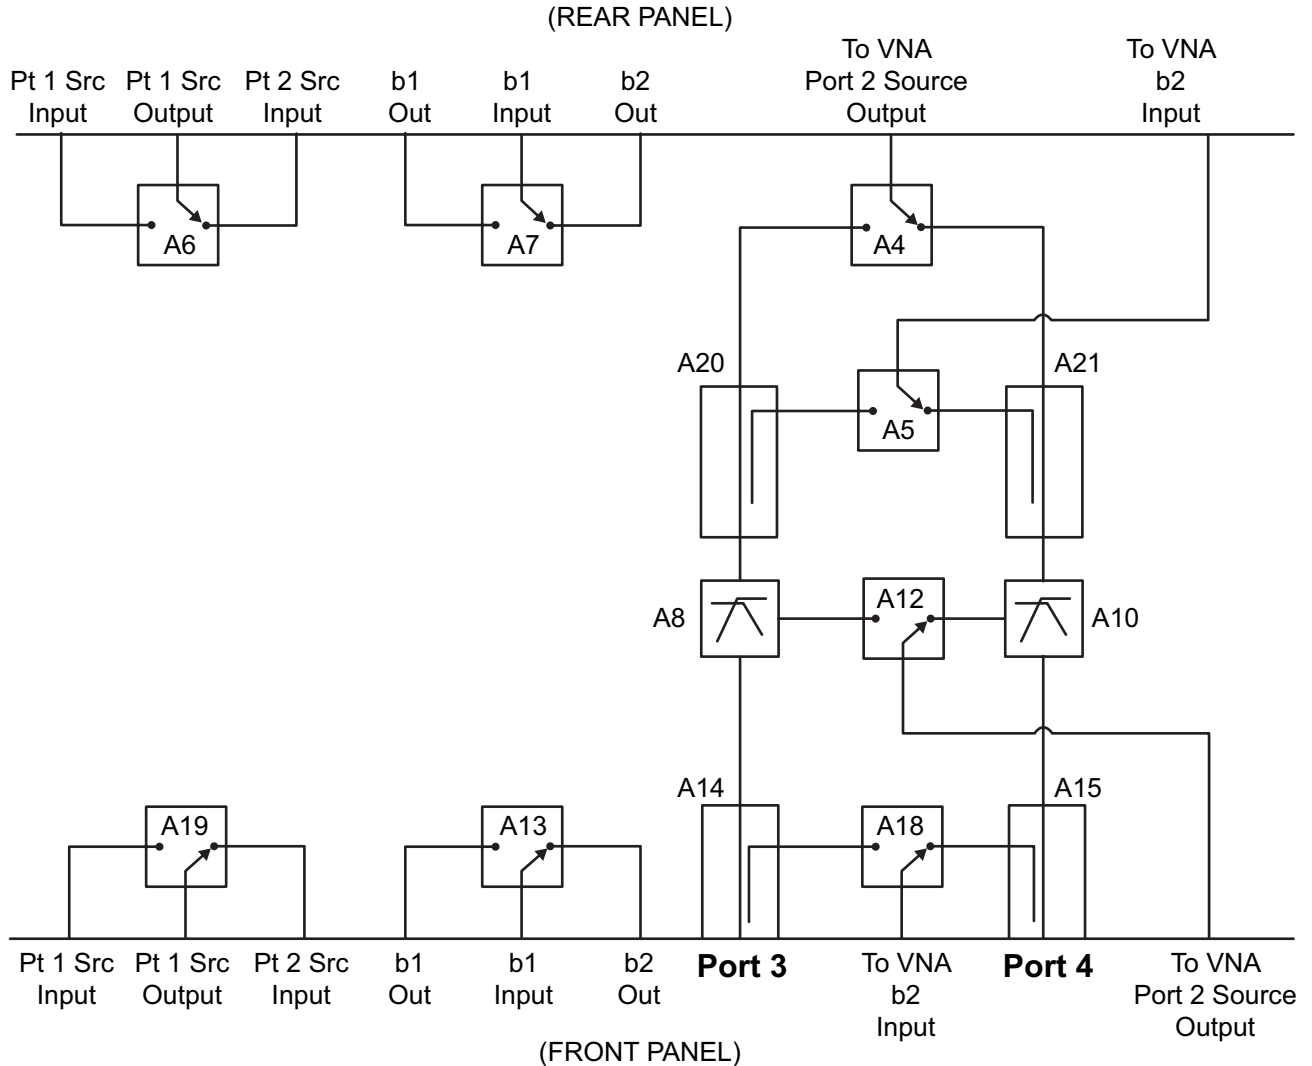 (REAR PANEL)
Pt 1 Src
Input
Pt 1 Src
Output
Pt 2 Src
Input
b1
Out
b1
Input
b2
Out
To VNA
Port 2 Source
Output
To VNA
b2
Input
A6
A7
A4
A20
A5
A21
A8
A12
A10
A14
A15
A19
A13
A18
Pt 1 Src
Input
Pt 1 Src
Output
Pt 2 Src
Input
b1
Out
b1
Input
b2
Out
Port 3
To VNA
b2
Input
Port 4
To VNA
Port 2 Source
Output
(FRONT PANEL)